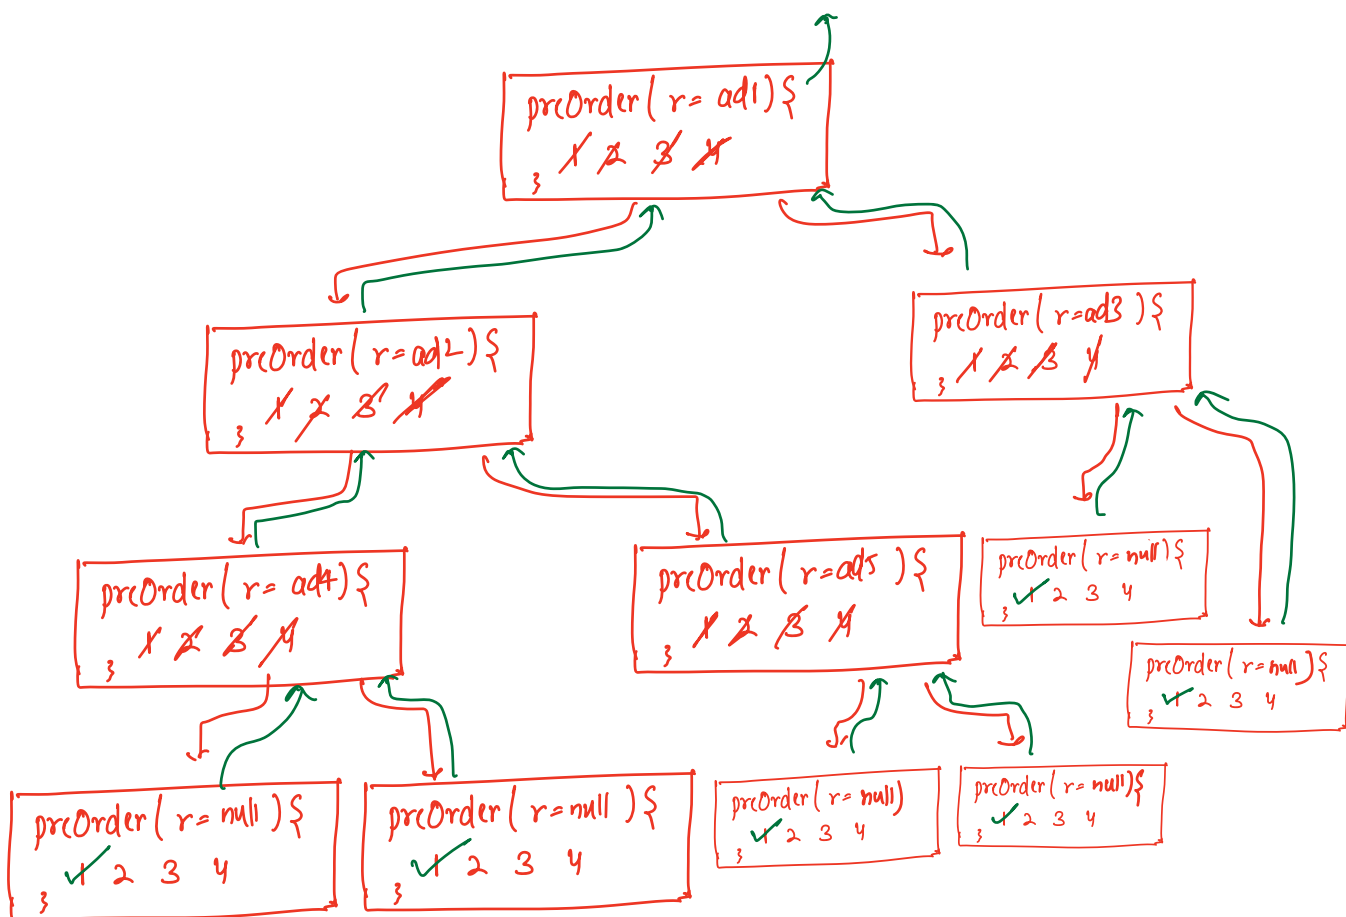 preOrder( r= ad1){
1 2 3 4
}
preOrder( r=ad2){
1 2 3 4
}
preOrder( r=ad3 ){
1 2 3 4
}
preOrder( r= ad4){
1 2 3 4
}
preOrder( r=ad5 ){
1 2 3 4
}
preOrder( r= null){
1 2 3 4
}
preOrder( r= null ){
1 2 3 4
}
preOrder( r= null ){
1 2 3 4
}
preOrder( r= null ){
1 2 3 4
}
preOrder( r= null)
1 2 3 4
}
preOrder( r= null){
1 2 3 4
}